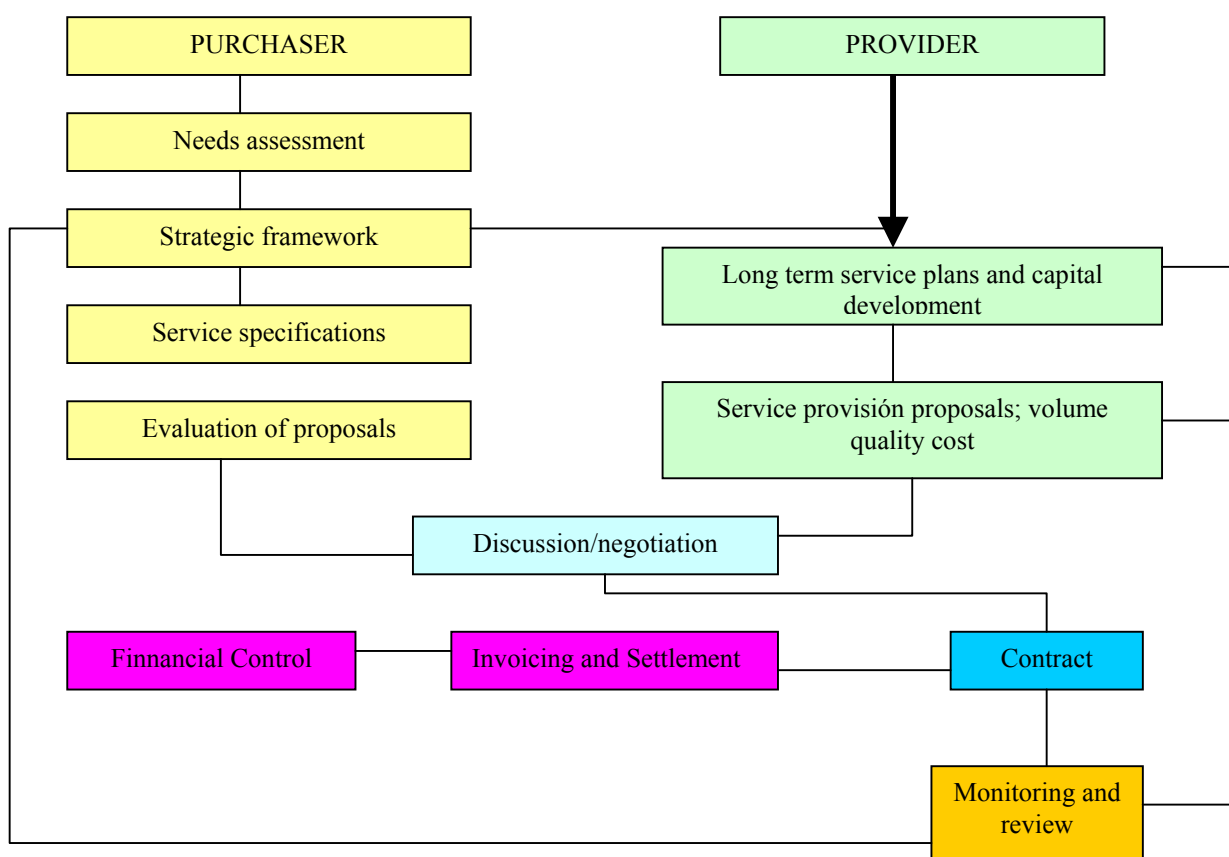 PURCHASER
PROVIDER
Needs assessment
Strategic framework
Long term service plans and capital
development
Service specifications
Service provisión proposals; volume
quality cost
Evaluation of proposals
Discussion/negotiation
Finnancial Control
Invoicing and Settlement
Contract
Monitoring and
review